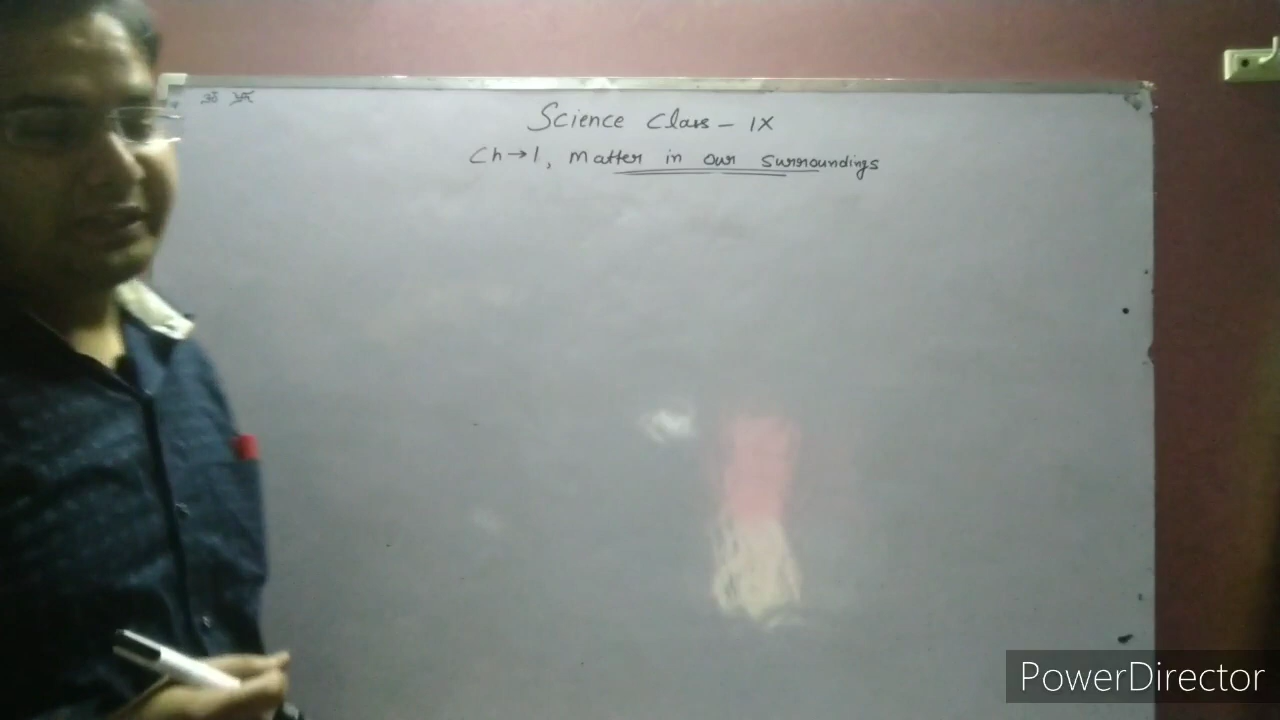 Science Class - IX
Ch→1, Matter in our surroundings
PowerDirector